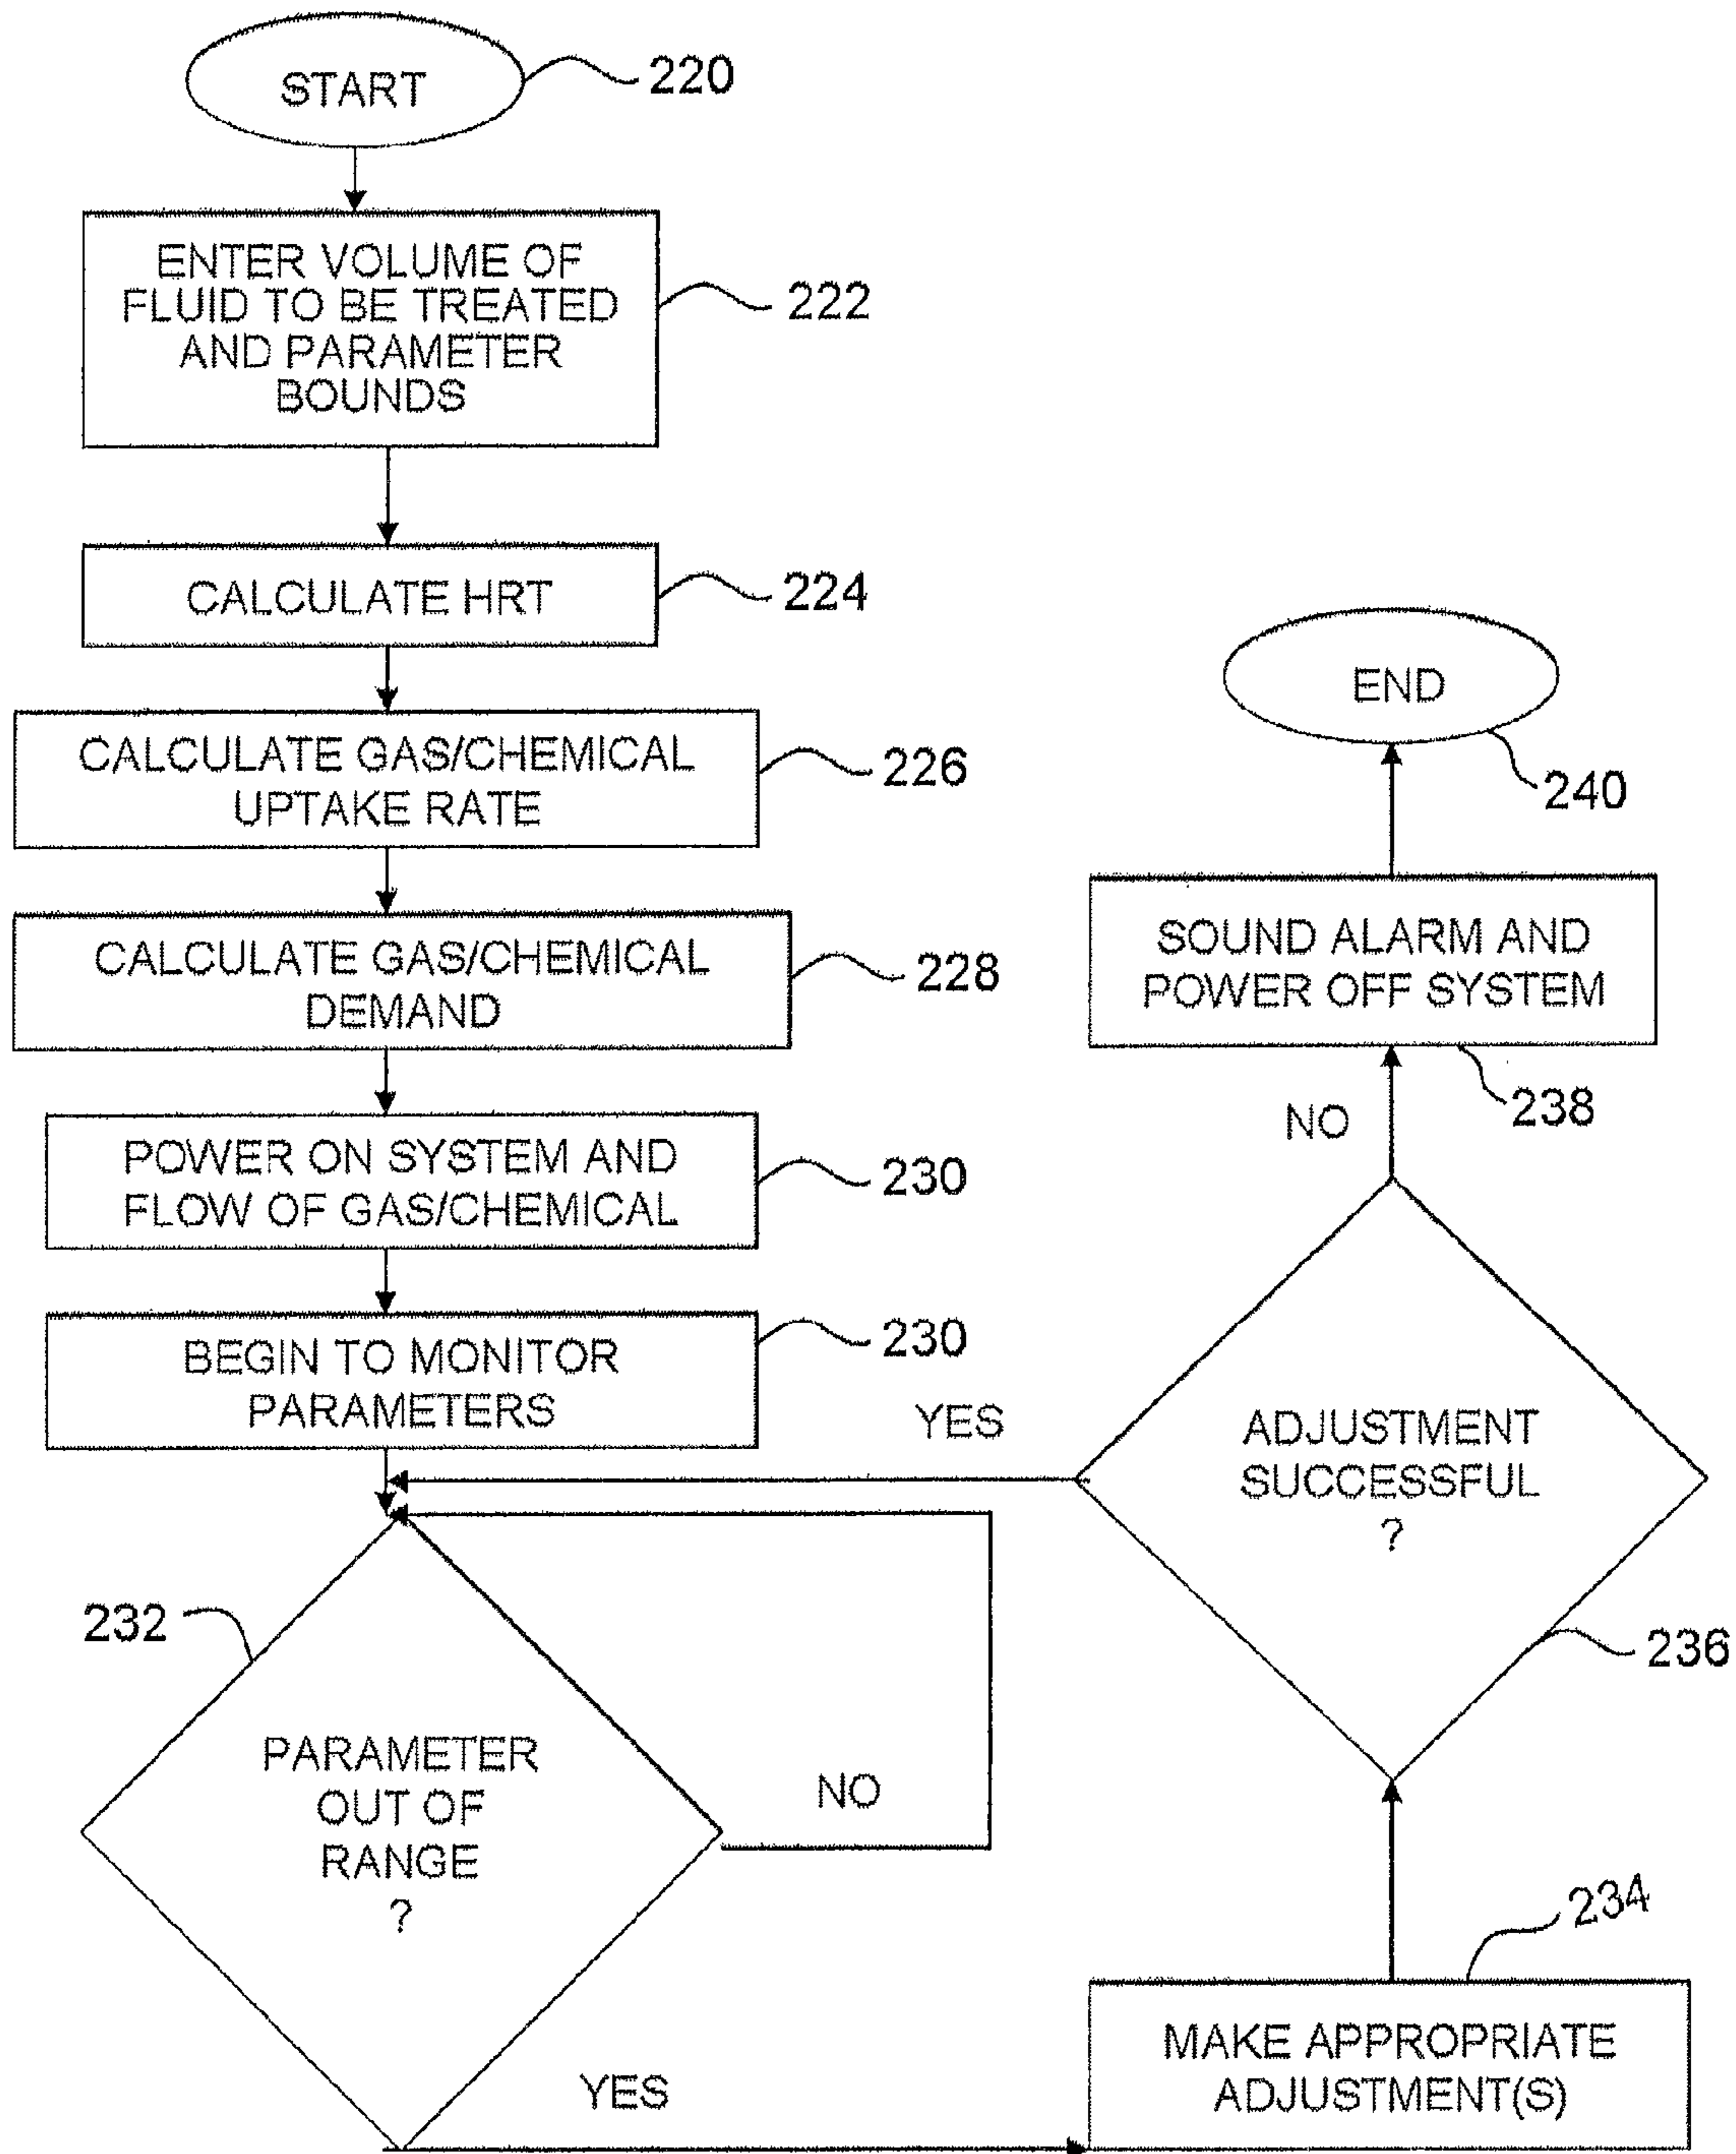 START
220
ENTER VOLUME OF
FLUID TO BE TREATED
AND PARAMETER
BOUNDS
222
CALCULATE HRT
224
CALCULATE GAS/CHEMICAL
UPTAKE RATE
226
CALCULATE GAS/CHEMICAL
DEMAND
228
POWER ON SYSTEM AND
FLOW OF GAS/CHEMICAL
230
BEGIN TO MONITOR
PARAMETERS
230
232
PARAMETER
OUT OF
RANGE
?
NO
YES
234
MAKE APPROPRIATE
ADJUSTMENT(S)
ADJUSTMENT
SUCCESSFUL
?
236
YES
NO
SOUND ALARM AND
POWER OFF SYSTEM
238
END
240